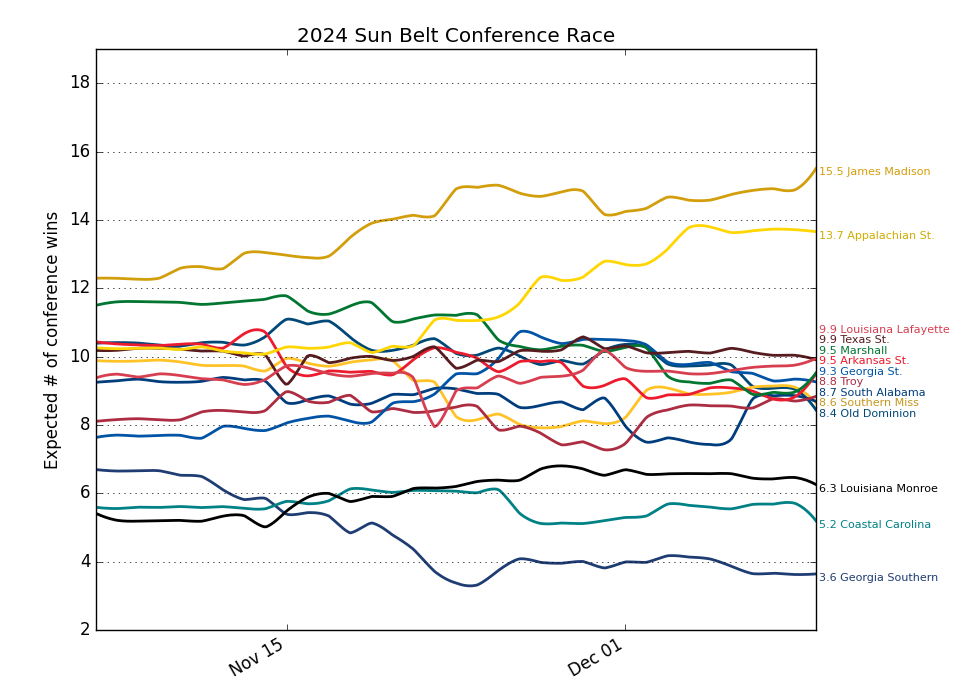 2024 Sun Belt Conference Race
Expected # of conference wins
18
16
14
12
10
8
6
4
2
Nov 15
Dec 01
15.5 James Madison
13.7 Appalachian St.
9.9 Louisiana Lafayette
9.9 Texas St.
9.5 Marshall
9.5 Arkansas St.
9.3 Georgia St.
8.8 Troy
8.7 South Alabama
8.6 Southern Miss
8.4 Old Dominion
6.3 Louisiana Monroe
5.2 Coastal Carolina
3.6 Georgia Southern